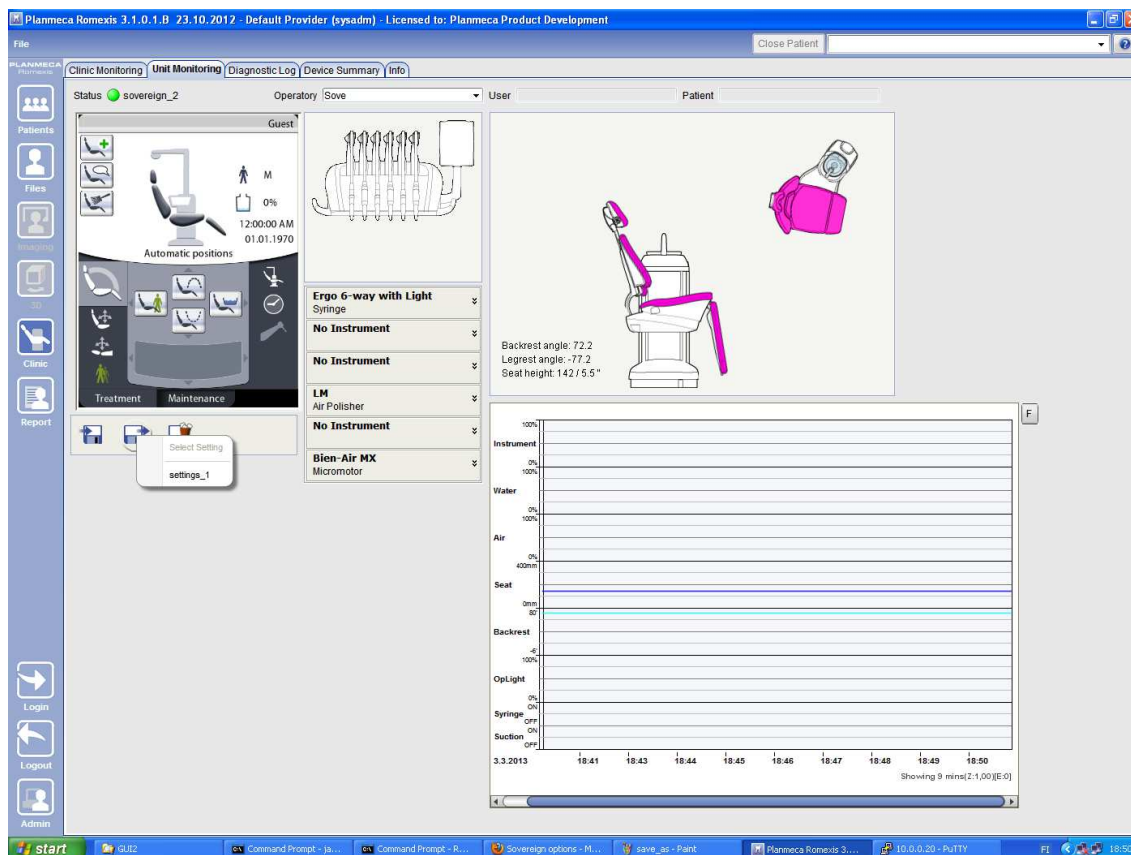 Planmeca Romexis 3.1.0.1.B 23.10.2012 - Default Provider (sysadm) - Licensed to: Planmeca Product Development
File
Close Patient
PLANMECA
Romexis
Clinic Monitoring
Unit Monitoring
Diagnostic Log
Device Summary
Info
Status
sovereign_2
Operatory
Sove
User
Patient
Patients
Files
Imaging
3D
Clinic
Report
Login
Logout
Admin
Guest
M
0%
12:00:00 AM
01.01.1970
Automatic positions
Treatment
Maintenance
Select Setting
settings_1
Ergo 6-way with Light
Syringe
No Instrument
No Instrument
LM
Air Polisher
No Instrument
Bien-Air MX
Micromotor
Backrest angle: 72.2
Legrest angle: -77.2
Seat height: 142 / 5.5 "
F
100%
Instrument
0%
100%
Water
0%
100%
Air
0%
400mm
Seat
0mm
80°
Backrest
-6°
100%
OpLight
0%
ON
Syringe
OFF
ON
Suction
OFF
3.3.2013
18:41
18:43
18:44
18:45
18:46
18:47
18:48
18:49
18:50
Showing 9 mins(Z:1,00)[E:0]
start
GUI2
Command Prompt - ja...
Command Prompt - R...
Sovereign options - M...
save_as - Paint
Planmeca Romexis 3....
10.0.0.20 - PuTTY
FI
18:50